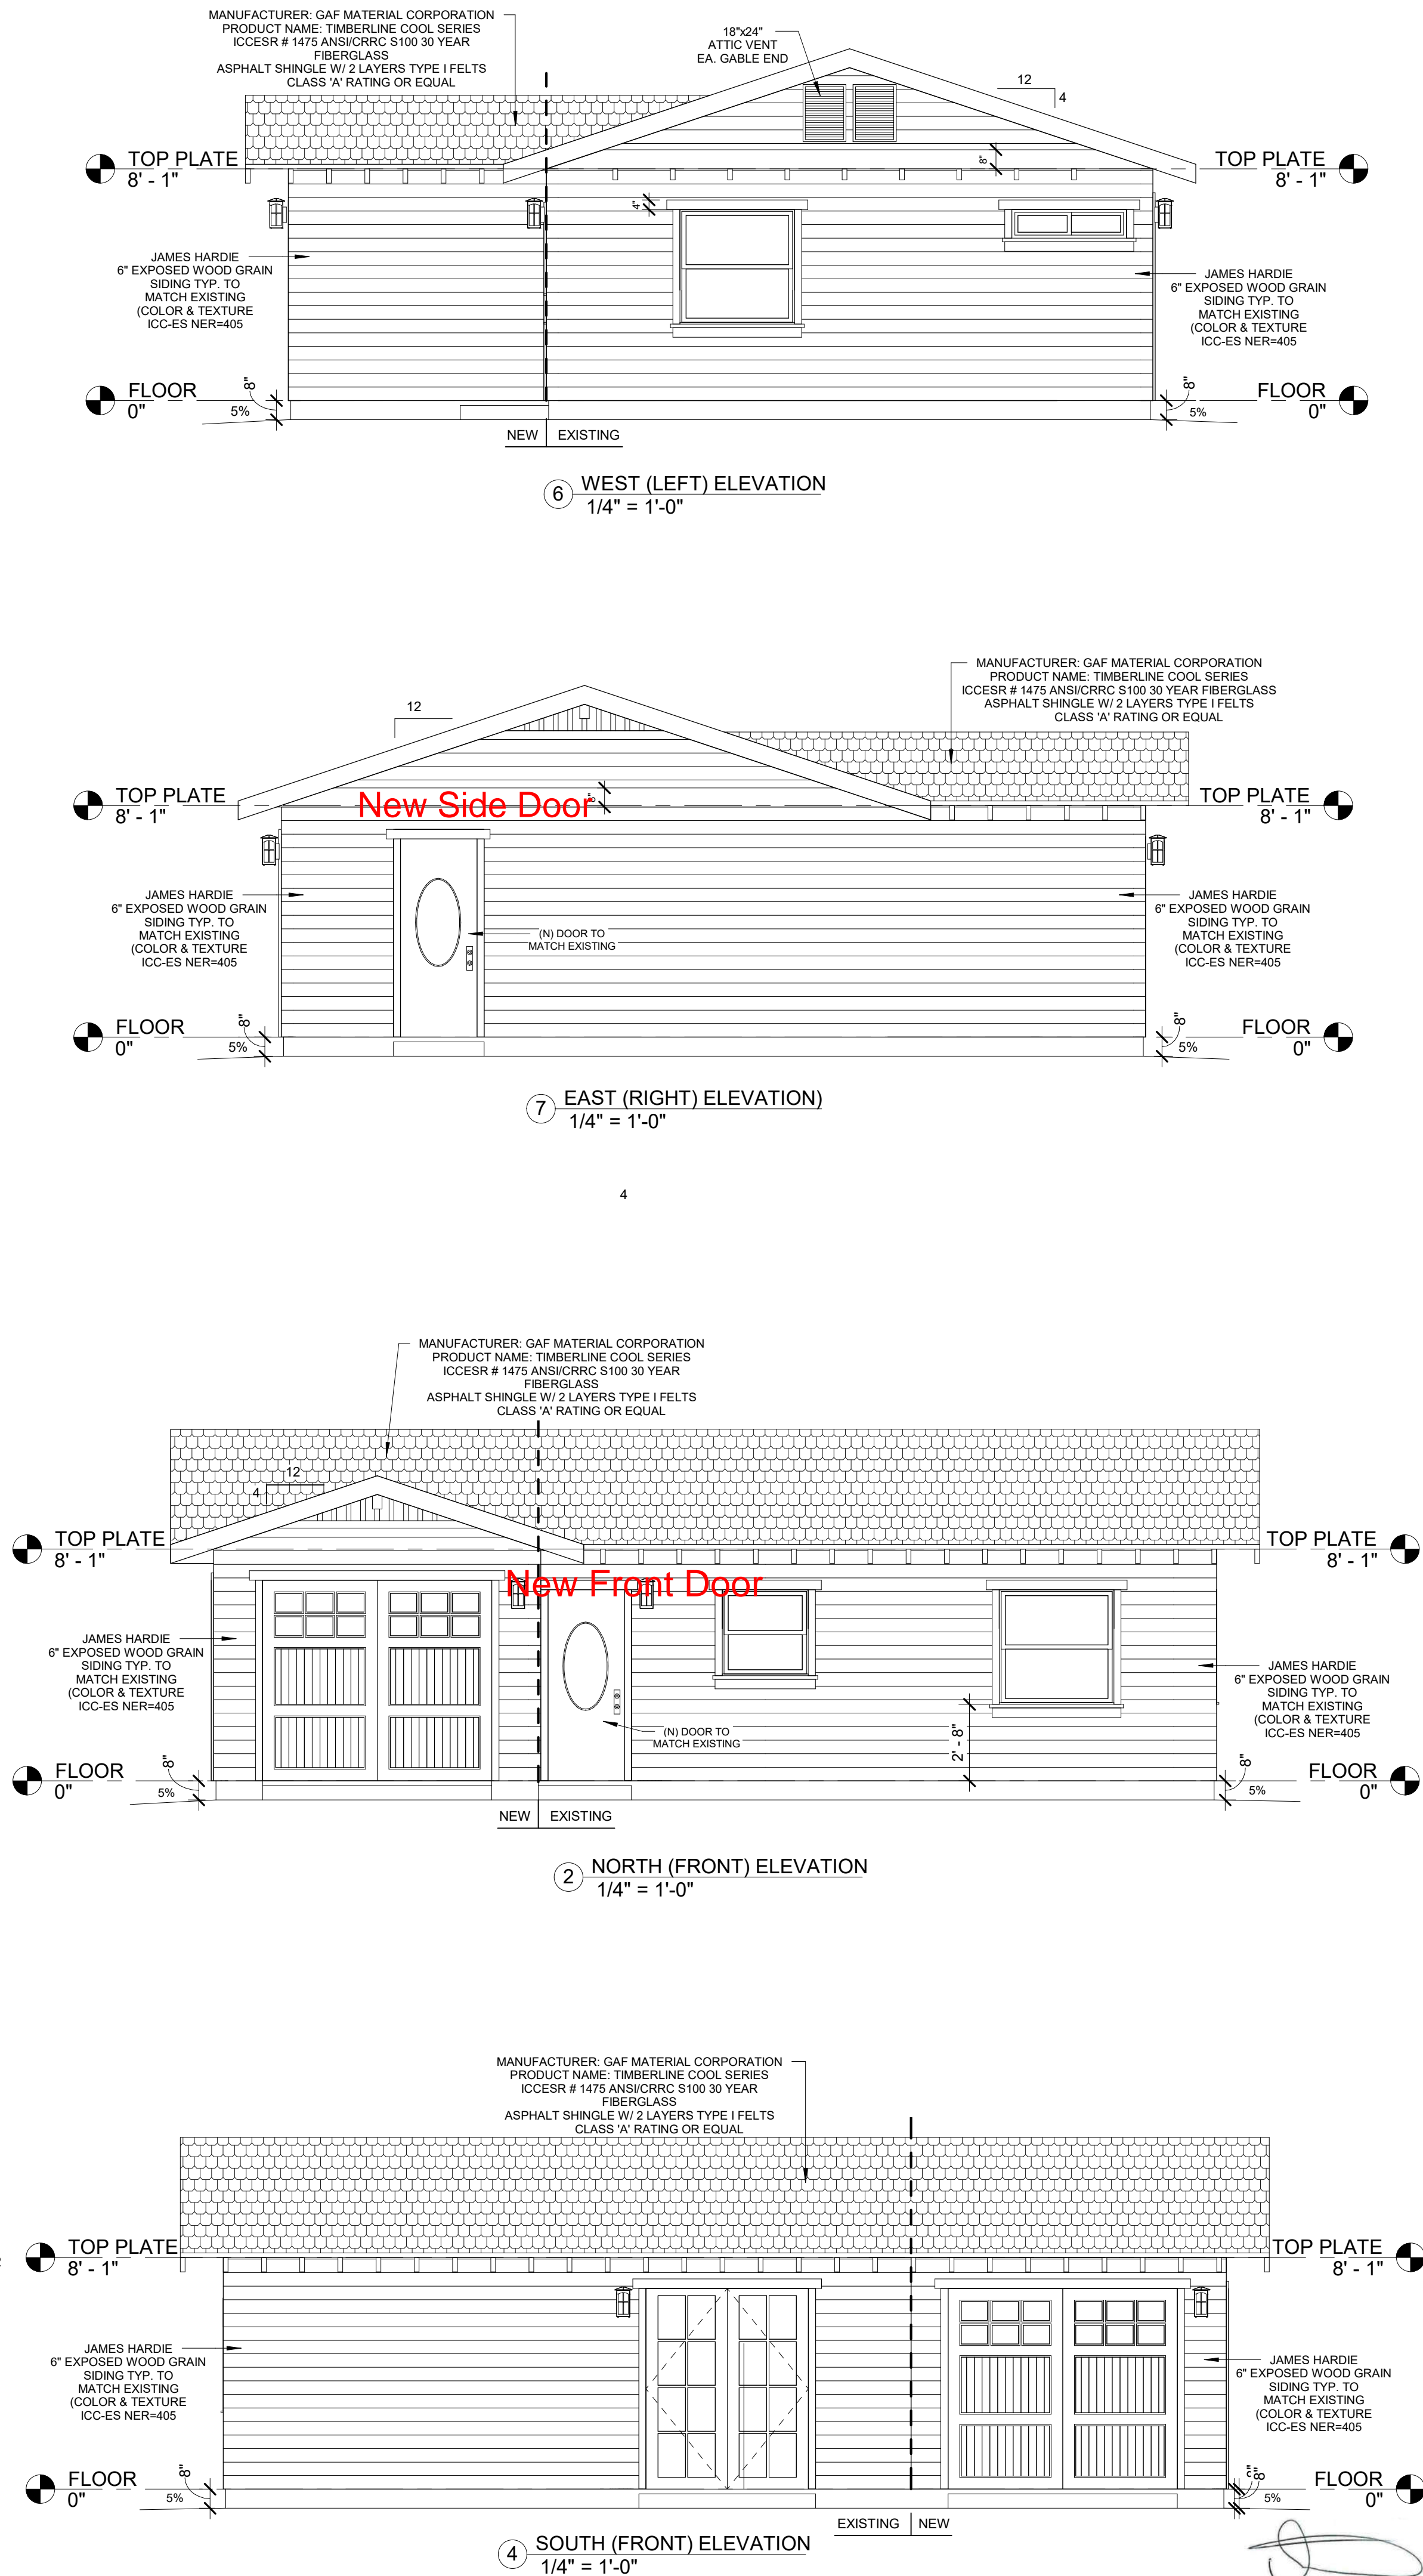 MANUFACTURER: GAF MATERIAL CORPORATION
PRODUCT NAME: TIMBERLINE COOL SERIES
ICCESR # 1475 ANSI/CRRC S100 30 YEAR
FIBERGLASS
ASPHALT SHINGLE W/ 2 LAYERS TYPE I FELTS
CLASS 'A' RATING OR EQUAL
18"x24"
ATTIC VENT
EA. GABLE END
12
4
TOP PLATE
8' - 1"
8"
TOP PLATE
8' - 1"
4"
JAMES HARDIE
6" EXPOSED WOOD GRAIN
SIDING TYP. TO
MATCH EXISTING
(COLOR & TEXTURE
ICC-ES NER=405
JAMES HARDIE
6" EXPOSED WOOD GRAIN
SIDING TYP. TO
MATCH EXISTING
(COLOR & TEXTURE
ICC-ES NER=405
FLOOR
0"
8"
5%
8"
5%
FLOOR
0"
NEW EXISTING
6 WEST (LEFT) ELEVATION
1/4" = 1'-0"
MANUFACTURER: GAF MATERIAL CORPORATION
PRODUCT NAME: TIMBERLINE COOL SERIES
ICCESR # 1475 ANSI/CRRC S100 30 YEAR FIBERGLASS
ASPHALT SHINGLE W/ 2 LAYERS TYPE I FELTS
CLASS 'A' RATING OR EQUAL
12
TOP PLATE
8' - 1"
New Side Door
8"
TOP PLATE
8' - 1"
JAMES HARDIE
6" EXPOSED WOOD GRAIN
SIDING TYP. TO
MATCH EXISTING
(COLOR & TEXTURE
ICC-ES NER=405
(N) DOOR TO
MATCH EXISTING
JAMES HARDIE
6" EXPOSED WOOD GRAIN
SIDING TYP. TO
MATCH EXISTING
(COLOR & TEXTURE
ICC-ES NER=405
FLOOR
0"
8"
5%
8"
5%
FLOOR
0"
7 EAST (RIGHT) ELEVATION)
1/4" = 1'-0"
4
MANUFACTURER: GAF MATERIAL CORPORATION
PRODUCT NAME: TIMBERLINE COOL SERIES
ICCESR # 1475 ANSI/CRRC S100 30 YEAR
FIBERGLASS
ASPHALT SHINGLE W/ 2 LAYERS TYPE I FELTS
CLASS 'A' RATING OR EQUAL
12
4
TOP PLATE
8' - 1"
TOP PLATE
8' - 1"
New Front Door
JAMES HARDIE
6" EXPOSED WOOD GRAIN
SIDING TYP. TO
MATCH EXISTING
(COLOR & TEXTURE
ICC-ES NER=405
(N) DOOR TO
MATCH EXISTING
2' - 8"
JAMES HARDIE
6" EXPOSED WOOD GRAIN
SIDING TYP. TO
MATCH EXISTING
(COLOR & TEXTURE
ICC-ES NER=405
FLOOR
0"
8"
5%
8"
5%
FLOOR
0"
NEW EXISTING
2 NORTH (FRONT) ELEVATION
1/4" = 1'-0"
MANUFACTURER: GAF MATERIAL CORPORATION
PRODUCT NAME: TIMBERLINE COOL SERIES
ICCESR # 1475 ANSI/CRRC S100 30 YEAR
FIBERGLASS
ASPHALT SHINGLE W/ 2 LAYERS TYPE I FELTS
CLASS 'A' RATING OR EQUAL
TOP PLATE
8' - 1"
TOP PLATE
8' - 1"
JAMES HARDIE
6" EXPOSED WOOD GRAIN
SIDING TYP. TO
MATCH EXISTING
(COLOR & TEXTURE
ICC-ES NER=405
JAMES HARDIE
6" EXPOSED WOOD GRAIN
SIDING TYP. TO
MATCH EXISTING
(COLOR & TEXTURE
ICC-ES NER=405
FLOOR
0"
8"
5%
8"
5%
FLOOR
0"
EXISTING NEW
4 SOUTH (FRONT) ELEVATION
1/4" = 1'-0"